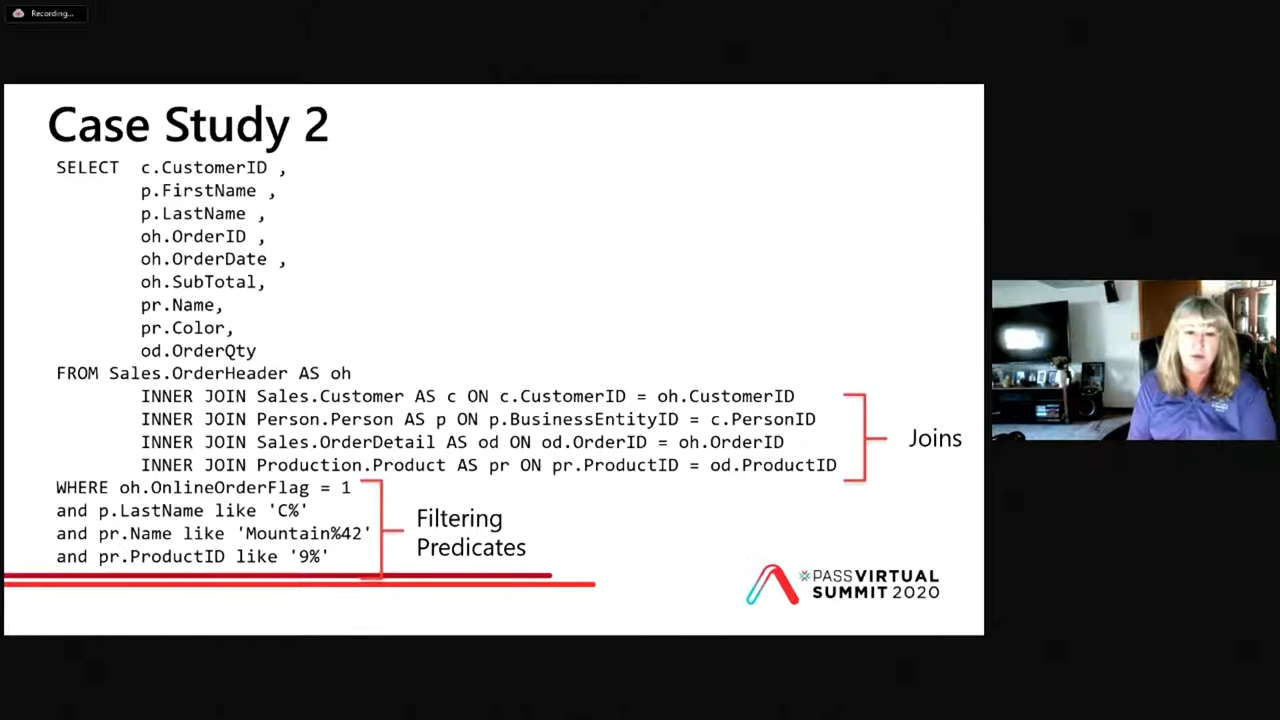 Recording...
Case Study 2
SELECT c.CustomerID ,
p.FirstName ,
p.LastName ,
oh.OrderID ,
oh.OrderDate ,
oh.SubTotal,
pr.Name,
pr.Color,
od.OrderQty
FROM Sales.OrderHeader AS oh
INNER JOIN Sales.Customer AS c ON c.CustomerID = oh.CustomerID
INNER JOIN Person.Person AS p ON p.BusinessEntityID = c.PersonID
INNER JOIN Sales.OrderDetail AS od ON od.OrderID = oh.OrderID
INNER JOIN Production.Product AS pr ON pr.ProductID = od.ProductID
Joins
WHERE oh.OnlineOrderFlag = 1
and p.LastName like 'C%'
and pr.Name like 'Mountain%42'
and pr.ProductID like '9%'
Filtering
Predicates
PASS VIRTUAL
SUMMIT 2020